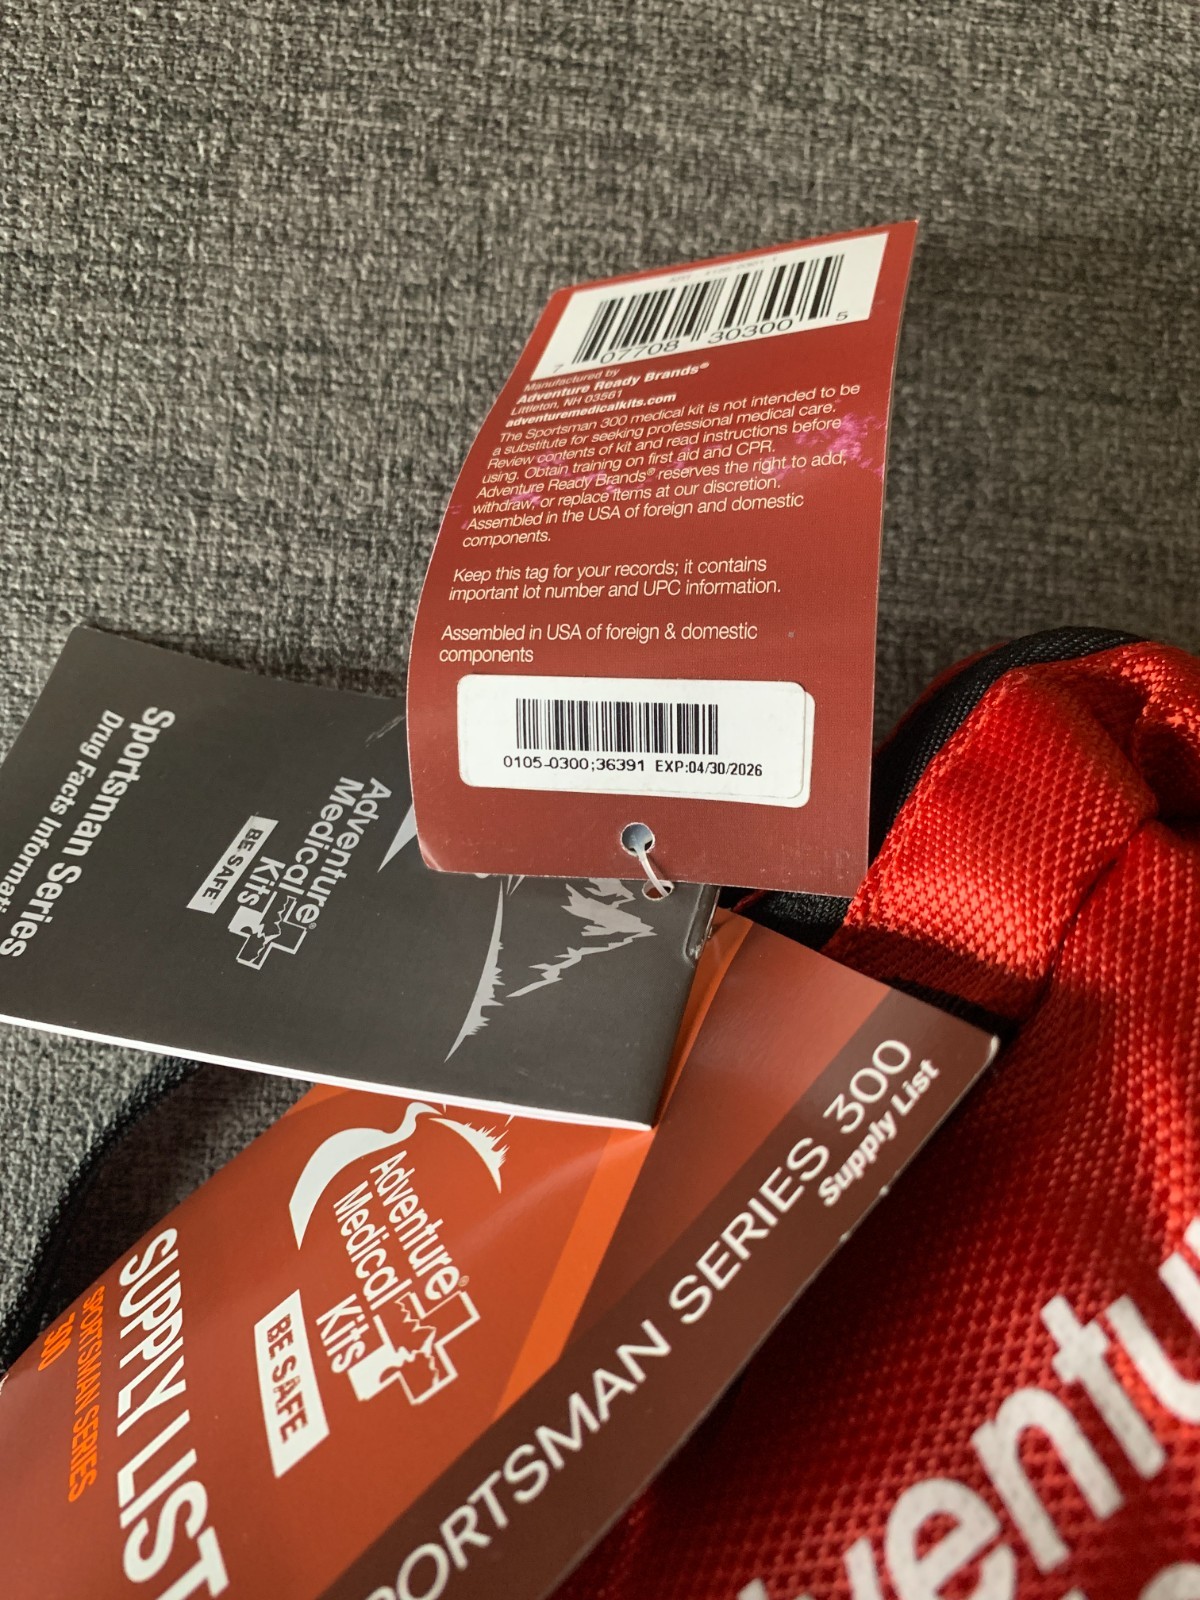 7 07708 30300 5
Manufactured by
Adventure Ready Brands®
Littleton, NH 03561
adventuremedicalkits.com
The Sportsman 300 medical kit is not intended to be
a substitute for seeking professional medical care.
Review contents of kit and read instructions before
using. Obtain training on first aid and CPR.
Adventure Ready Brands® reserves the right to add,
withdraw, or replace items at our discretion.
Assembled in the USA of foreign and domestic
components.
Keep this tag for your records; it contains
important lot number and UPC information.
Assembled in USA of foreign & domestic
components
0105-0300;36391 EXP:04/30/2026
Sportsman Series
Drug Facts Informati
Adventure®
Medical
Kits
BE SAFE
Adventure®
Medical
Kits
BE SAFE
SUPPLY LIST
SPORTSMAN SERIES
PORTSMAN SERIES 300
Supply List
dventu